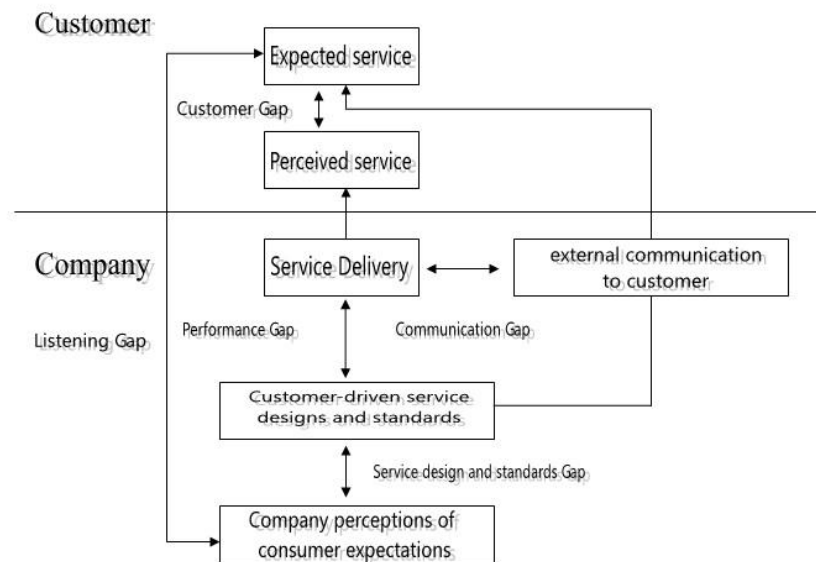 Customer
Expected service
Customer Gap
Perceived service
Company
Service Delivery
external communication
to customer
Listening Gap
Performance Gap
Communication Gap
Customer-driven service
designs and standards
Service design and standards Gap
Company perceptions of
consumer expectations